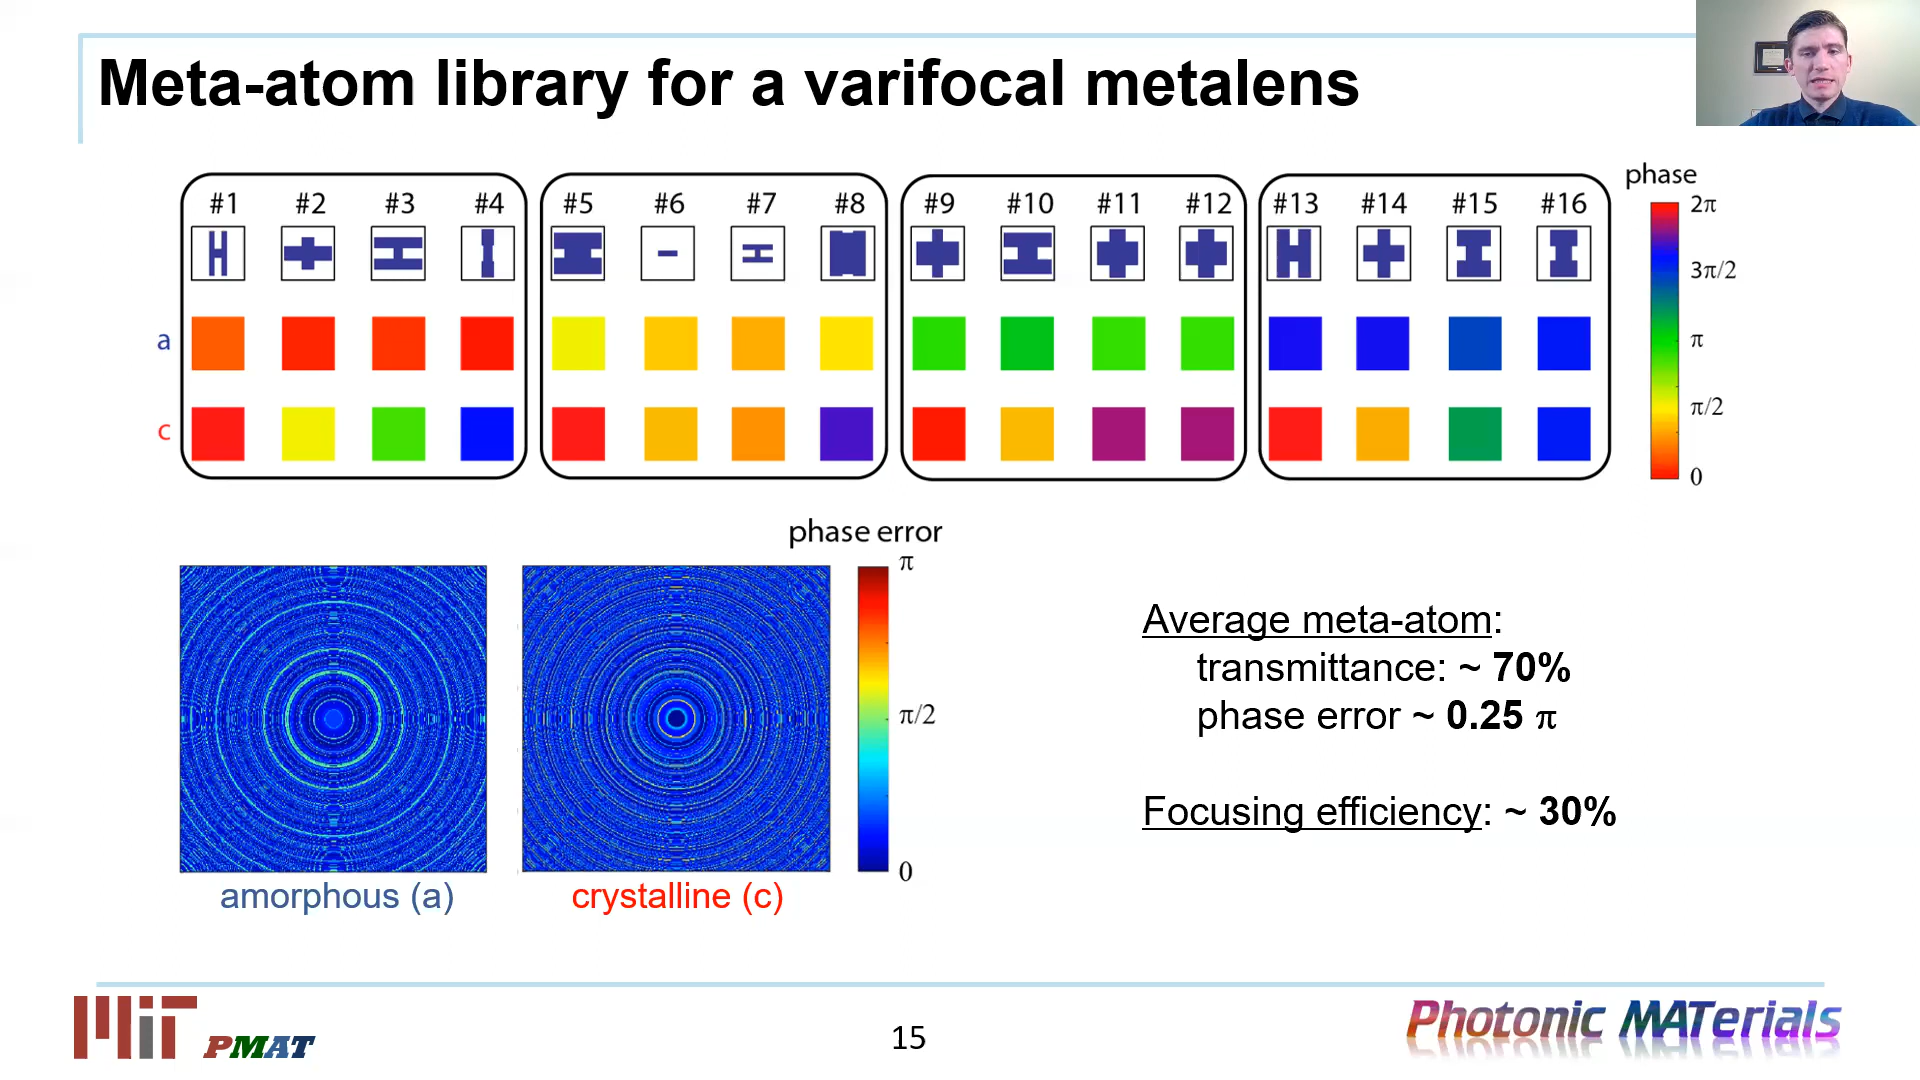 Meta-atom library for a varifocal metalens
#1 #2 #3 #4 #5 #6 #7 #8 #9 #10 #11 #12 #13 #14 #15 #16
a
c
phase
2π
3π/2
π
π/2
0
phase error
π
π/2
0
amorphous (a)
crystalline (c)
Average meta-atom:
transmittance: ~ 70%
phase error ~ 0.25 π
Focusing efficiency: ~ 30%
MIT PMAT
15
Photonic MATerials